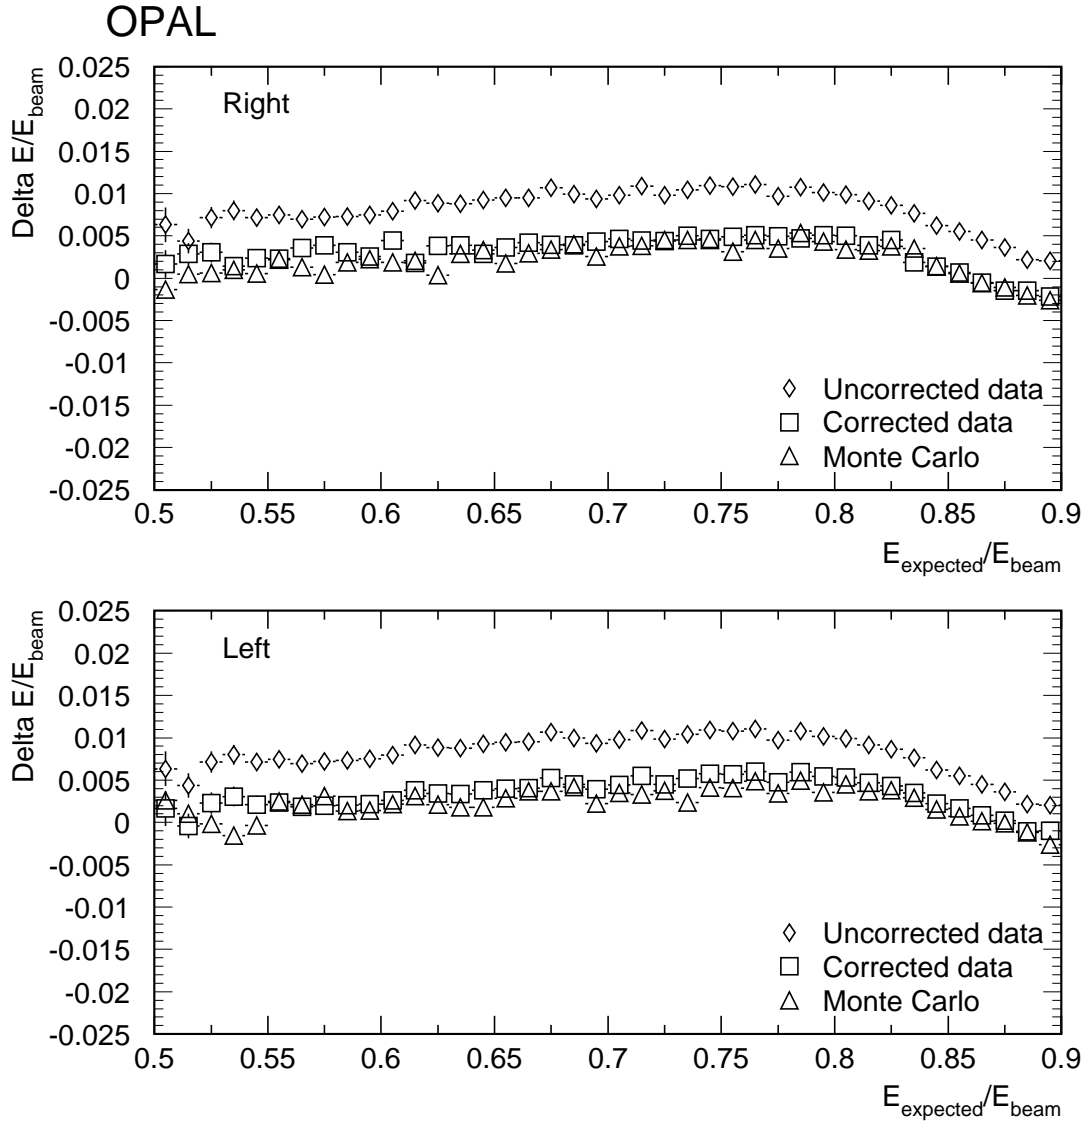 OPAL
Delta E/E_beam
0.025
0.02
0.015
0.01
0.005
0
-0.005
-0.01
-0.015
-0.02
-0.025
Right
Uncorrected data
Corrected data
Monte Carlo
0.5 0.55 0.6 0.65 0.7 0.75 0.8 0.85 0.9
E_expected/E_beam
Delta E/E_beam
0.025
0.02
0.015
0.01
0.005
0
-0.005
-0.01
-0.015
-0.02
-0.025
Left
Uncorrected data
Corrected data
Monte Carlo
0.5 0.55 0.6 0.65 0.7 0.75 0.8 0.85 0.9
E_expected/E_beam